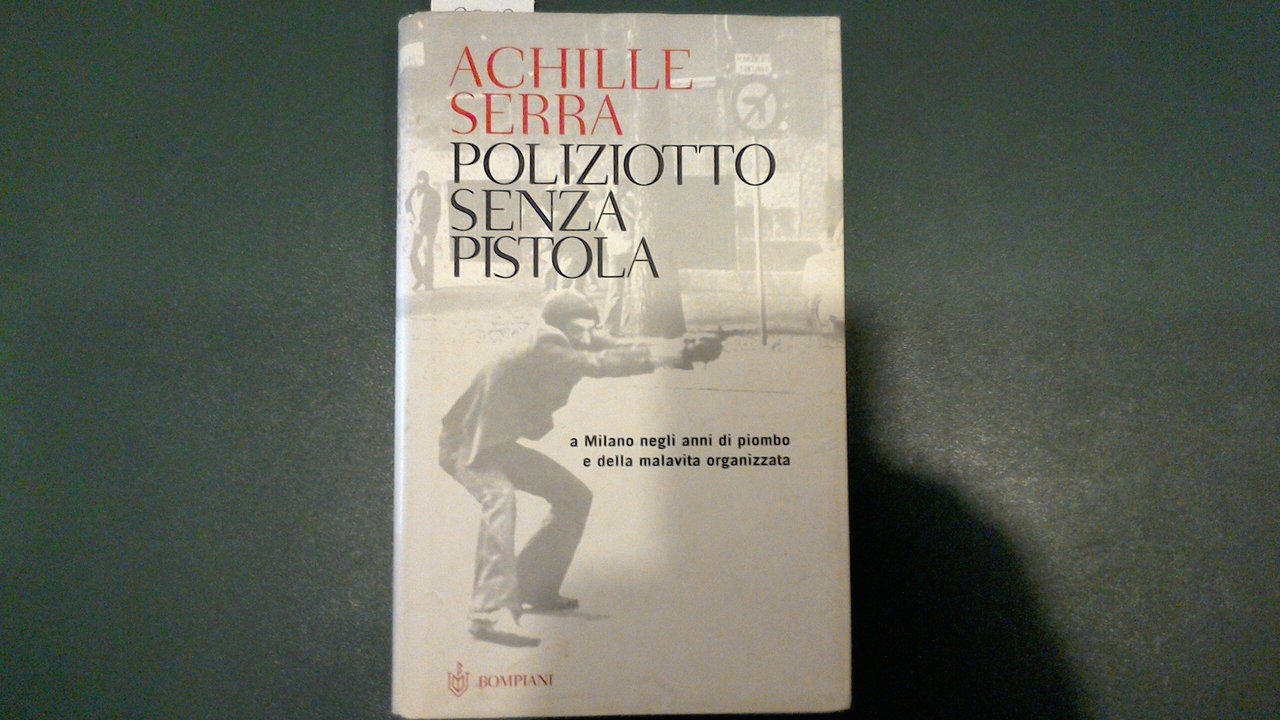 ACHILLE
SERRA
POLIZIOTTO
SENZA
PISTOLA
a Milano negli anni di piombo
e della malavita organizzata
BOMPIANI